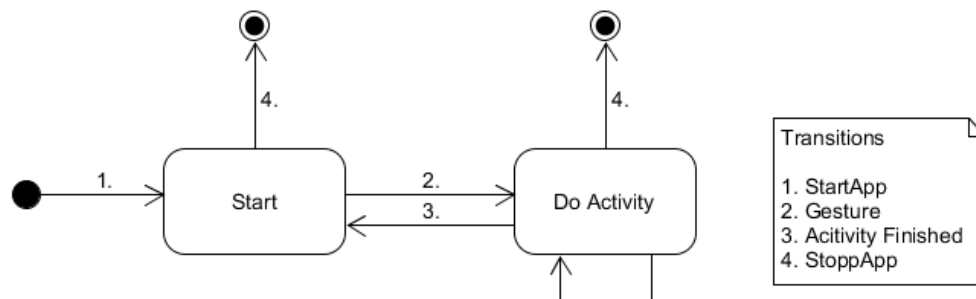 4.
4.
1.
Start
2.
3.
Do Activity
Transitions
1. StartApp
2. Gesture
3. Acitivity Finished
4. StoppApp